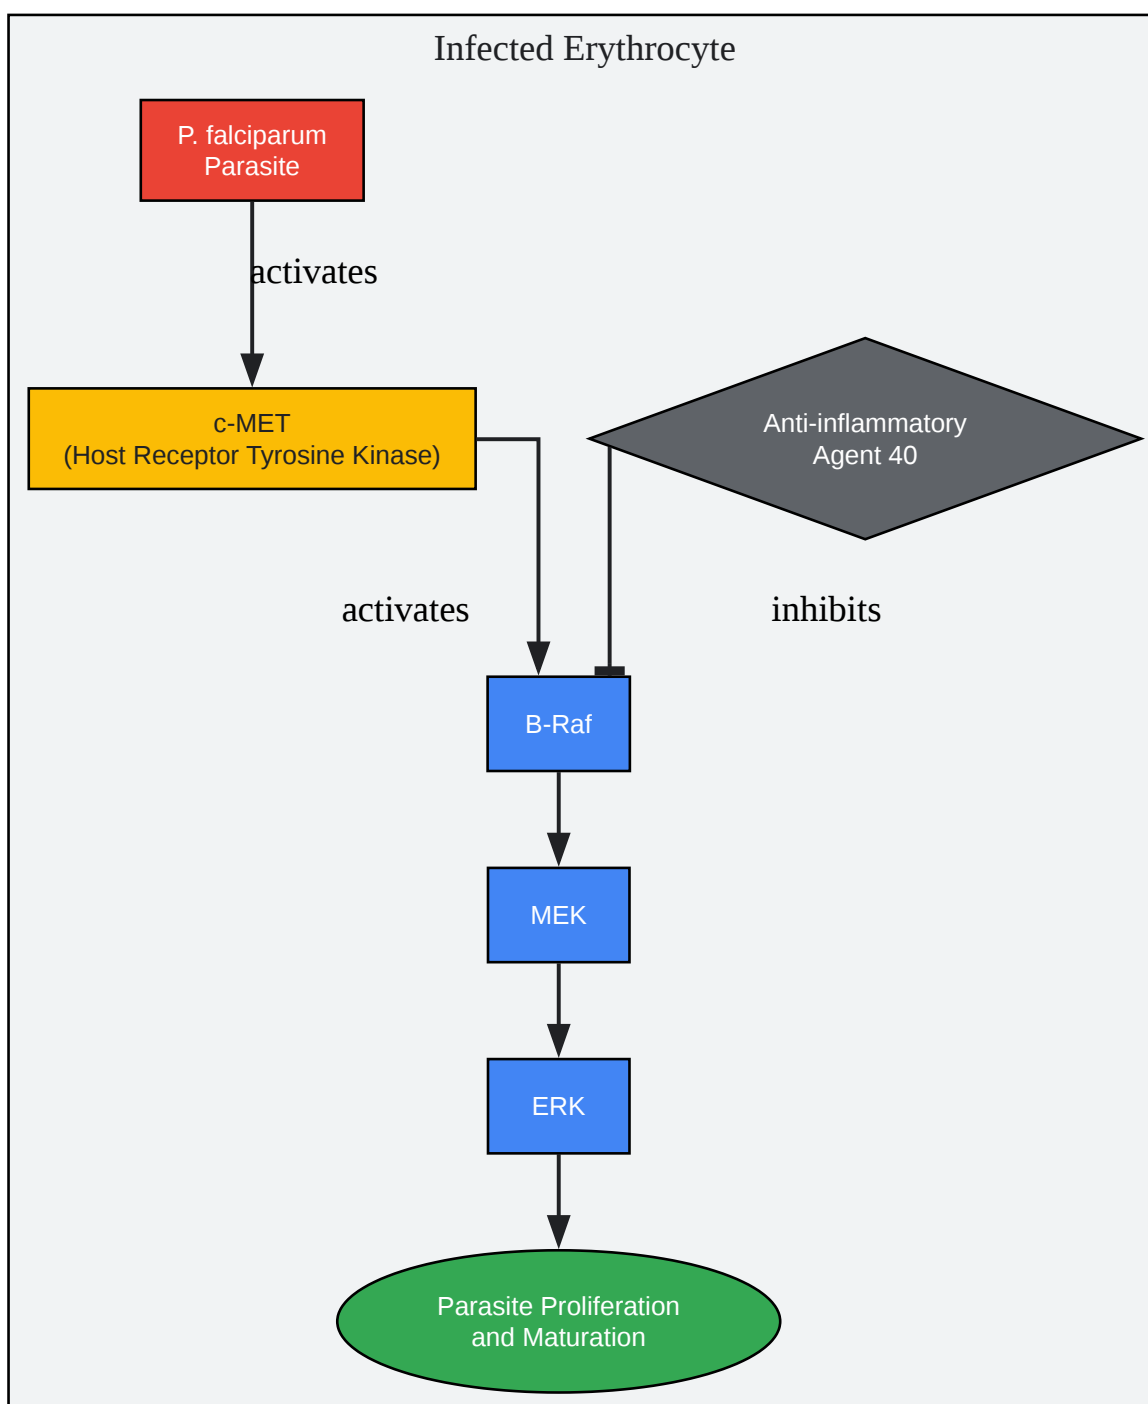 Infected Erythrocyte
P. falciparum
Parasite
activates
c-MET
(Host Receptor Tyrosine Kinase)
Anti-inflammatory
Agent 40
activates
inhibits
B-Raf
MEK
ERK
Parasite Proliferation
and Maturation